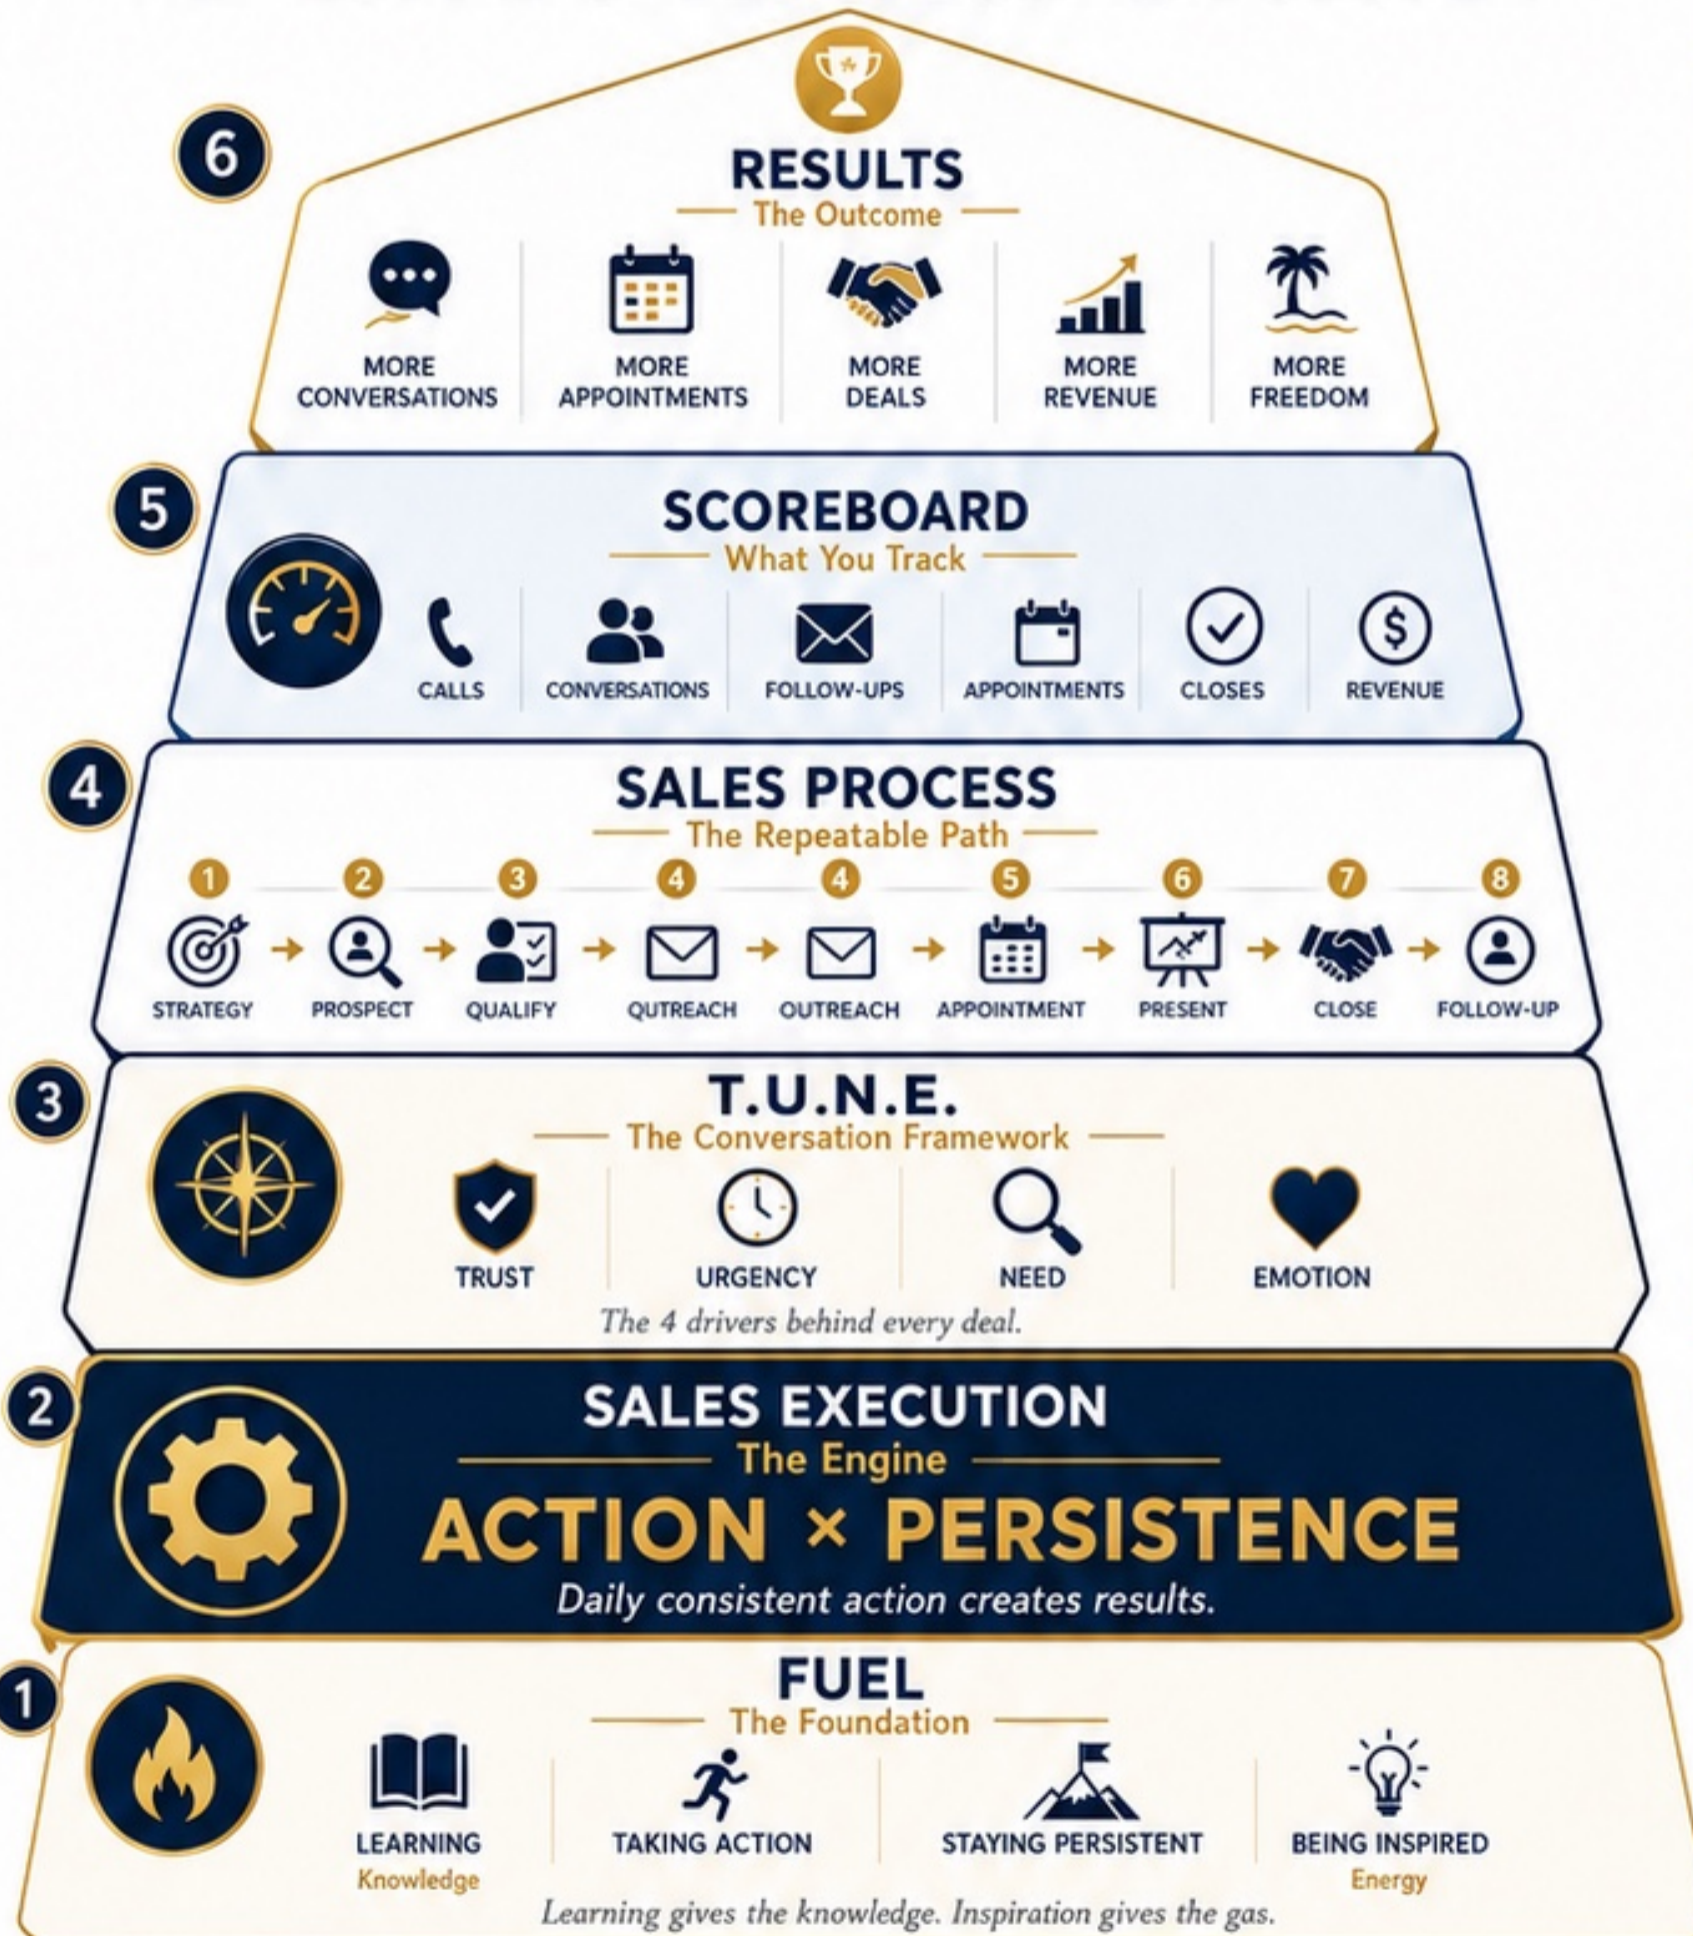 6
RESULTS
The Outcome
MORE CONVERSATIONS
MORE APPOINTMENTS
MORE DEALS
MORE REVENUE
MORE FREEDOM
5
SCOREBOARD
What You Track
CALLS
CONVERSATIONS
FOLLOW-UPS
APPOINTMENTS
CLOSES
$
REVENUE
4
SALES PROCESS
The Repeatable Path
1 2 3 4 4 5 6 7 8
STRATEGY
PROSPECT
QUALIFY
QUTREACH
OUTREACH
APPOINTMENT
PRESENT
CLOSE
FOLLOW-UP
3
T.U.N.E.
The Conversation Framework
TRUST
URGENCY
NEED
EMOTION
The 4 drivers behind every deal.
2
SALES EXECUTION
The Engine
ACTION × PERSISTENCE
Daily consistent action creates results.
1
FUEL
The Foundation
LEARNING
Knowledge
TAKING ACTION
STAYING PERSISTENT
BEING INSPIRED
Energy
Learning gives the knowledge. Inspiration gives the gas.